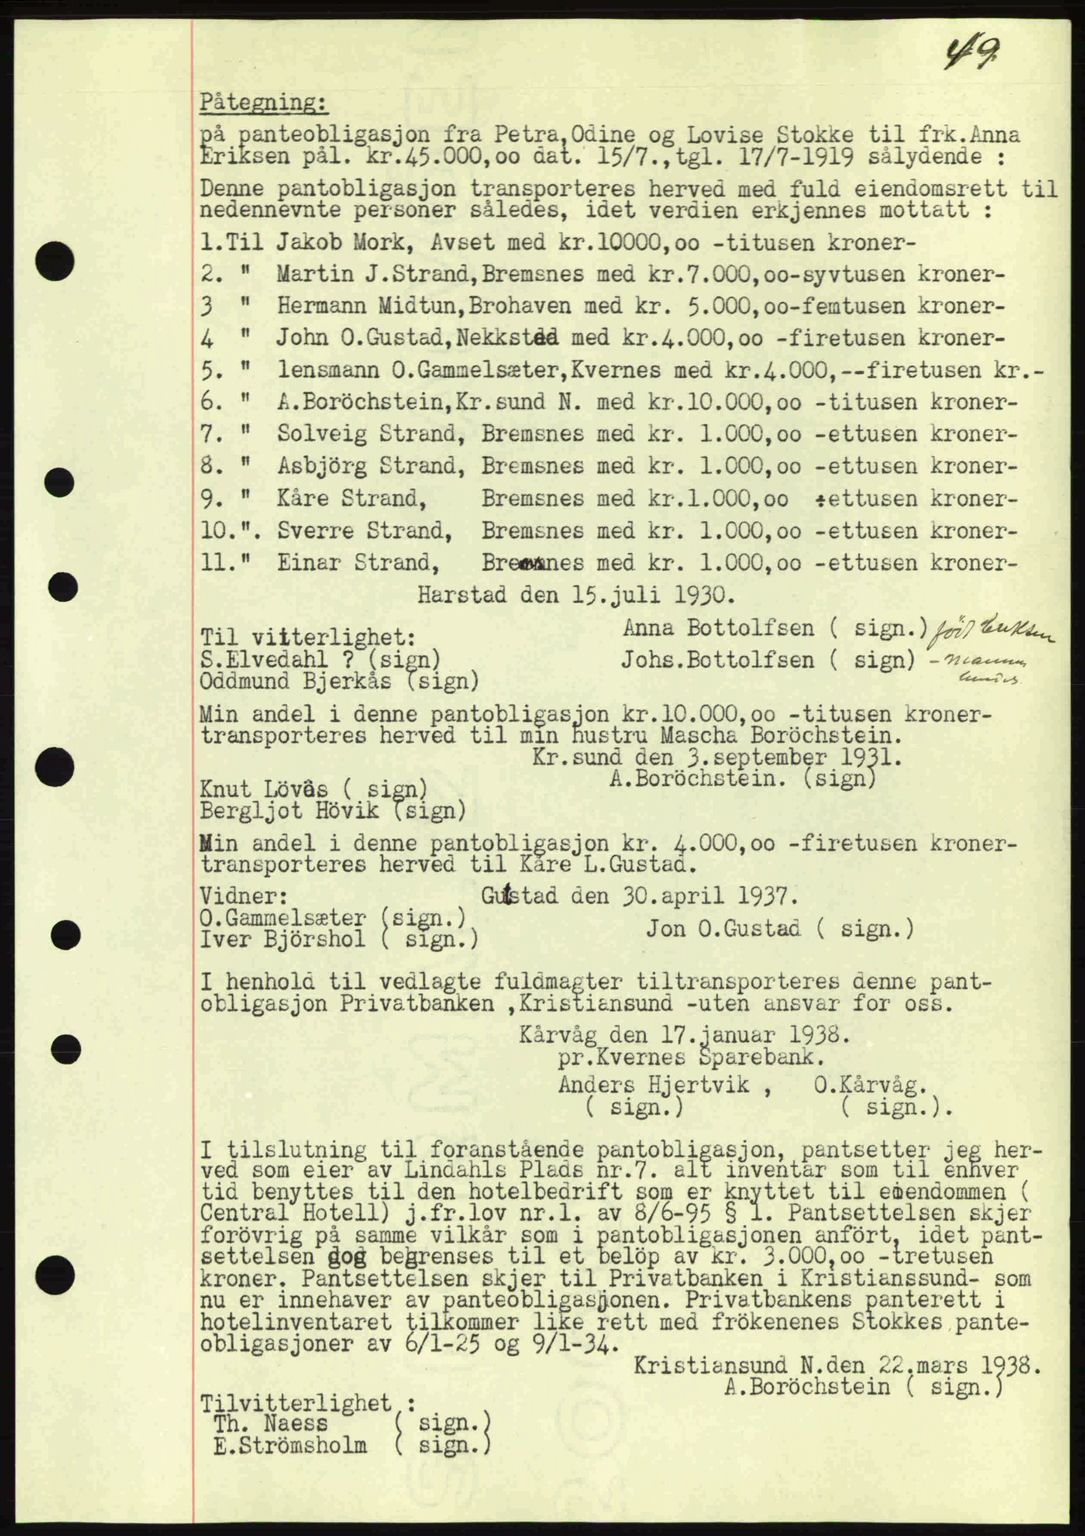 49
Påtegning:
på panteobligasjon fra Petra,Odine og Lovise Stokke til frk.Anna
Eriksen pål. kr.45.000,oo dat. 15/7.,tgl. 17/7-1919 sålydende :
Denne pantobligasjon transporteres herved med fuld eiendomsrett til
nedennevnte personer således, idet verdien erkjennes mottatt :
1.Til Jakob Mork, Avset med kr.10000,oo -titusen kroner-
2. " Martin J.Strand,Bremsnes med kr.7.000,oo-syvtusen kroner-
3 " Hermann Midtun,Brohaven med kr. 5.000,oo-femtusen kroner-
4 " John O.Gustad,Nekkstad med kr.4.000,oo -firetusen kroner-
5. " lensmann O.Gammelsæter,Kvernes med kr.4.000,--firetusen kr.-
6. " A.Boröchstein,Kr.sund N. med kr.10.000,oo -titusen kroner-
7. " Solveig Strand, Bremsnes med kr. 1.000,oo -ettusen kroner-
8. " Asbjörg Strand, Bremsnes med kr. 1.000,oo -ettusen kroner-
9. " Kåre Strand, Bremsnes med kr.1.000,oo -ettusen kroner-
10.". Sverre Strand, Bremsnes med kr. 1.000,oo -ettusen kroner-
11." Einar Strand, Bremsnes med kr. 1.000,oo -ettusen kroner-
Harstad den 15.juli 1930.
Anna Bottolfsen ( sign.) född Eriksen
Til vitterlighet:
S.Elvedahl ? (sign) Johs.Bottolfsen ( sign) -
Oddmund Bjerkås (sign)
Min andel i denne pantobligasjon kr.10.000,oo -titusen kroner-
transporteres herved til min hustru Mascha Boröchstein.
Kr.sund den 3.september 1931.
A.Boröchstein. (sign)
Knut Lövås ( sign)
Bergljot Hövik (sign)
Min andel i denne pantobligasjon kr. 4.000,oo -firetusen kroner-
transporteres herved til Kåre L.Gustad.
Vidner: Gustad den 30.april 1937.
O.Gammelsæter (sign.)
Jon O.Gustad ( sign.)
Iver Björshol ( sign.)
I henhold til vedlagte fuldmagter tiltransporteres denne pant-
obligasjon Privatbanken ,Kristiansund -uten ansvar for oss.
Kårvåg den 17.januar 1938.
pr.Kvernes Sparebank.
Anders Hjertvik , O.Kårvåg.
( sign.) ( sign.).
I tilslutning til foranstående pantobligasjon, pantsetter jeg her-
ved som eier av Lindahls Plads nr.7. alt inventar som til enhver
tid benyttes til den hotelbedrift som er knyttet til eiendommen (
Central Hotell) j.fr.lov nr.1. av 8/6-95 § 1. Pantsettelsen skjer
forövrig på samme vilkår som i pantobligasjonen anfört, idet pant-
settelsen dog begrenses til et belöp av kr. 3.000,oo -tretusen
kroner. Pantsettelsen skjer til Privatbanken i Kristianssund- som
nu er innehaver av panteobligasjonen. Privatbankens panterett i
hotelinventaret tilkommer like rett med frökenenes Stokkes pante-
obligasjoner av 6/1-25 og 9/1-34.
Kristiansund N.den 22.mars 1938.
A.Boröchstein ( sign.)
Tilvitterlighet :
Th. Naess ( sign.)
E.Strömsholm ( sign.)